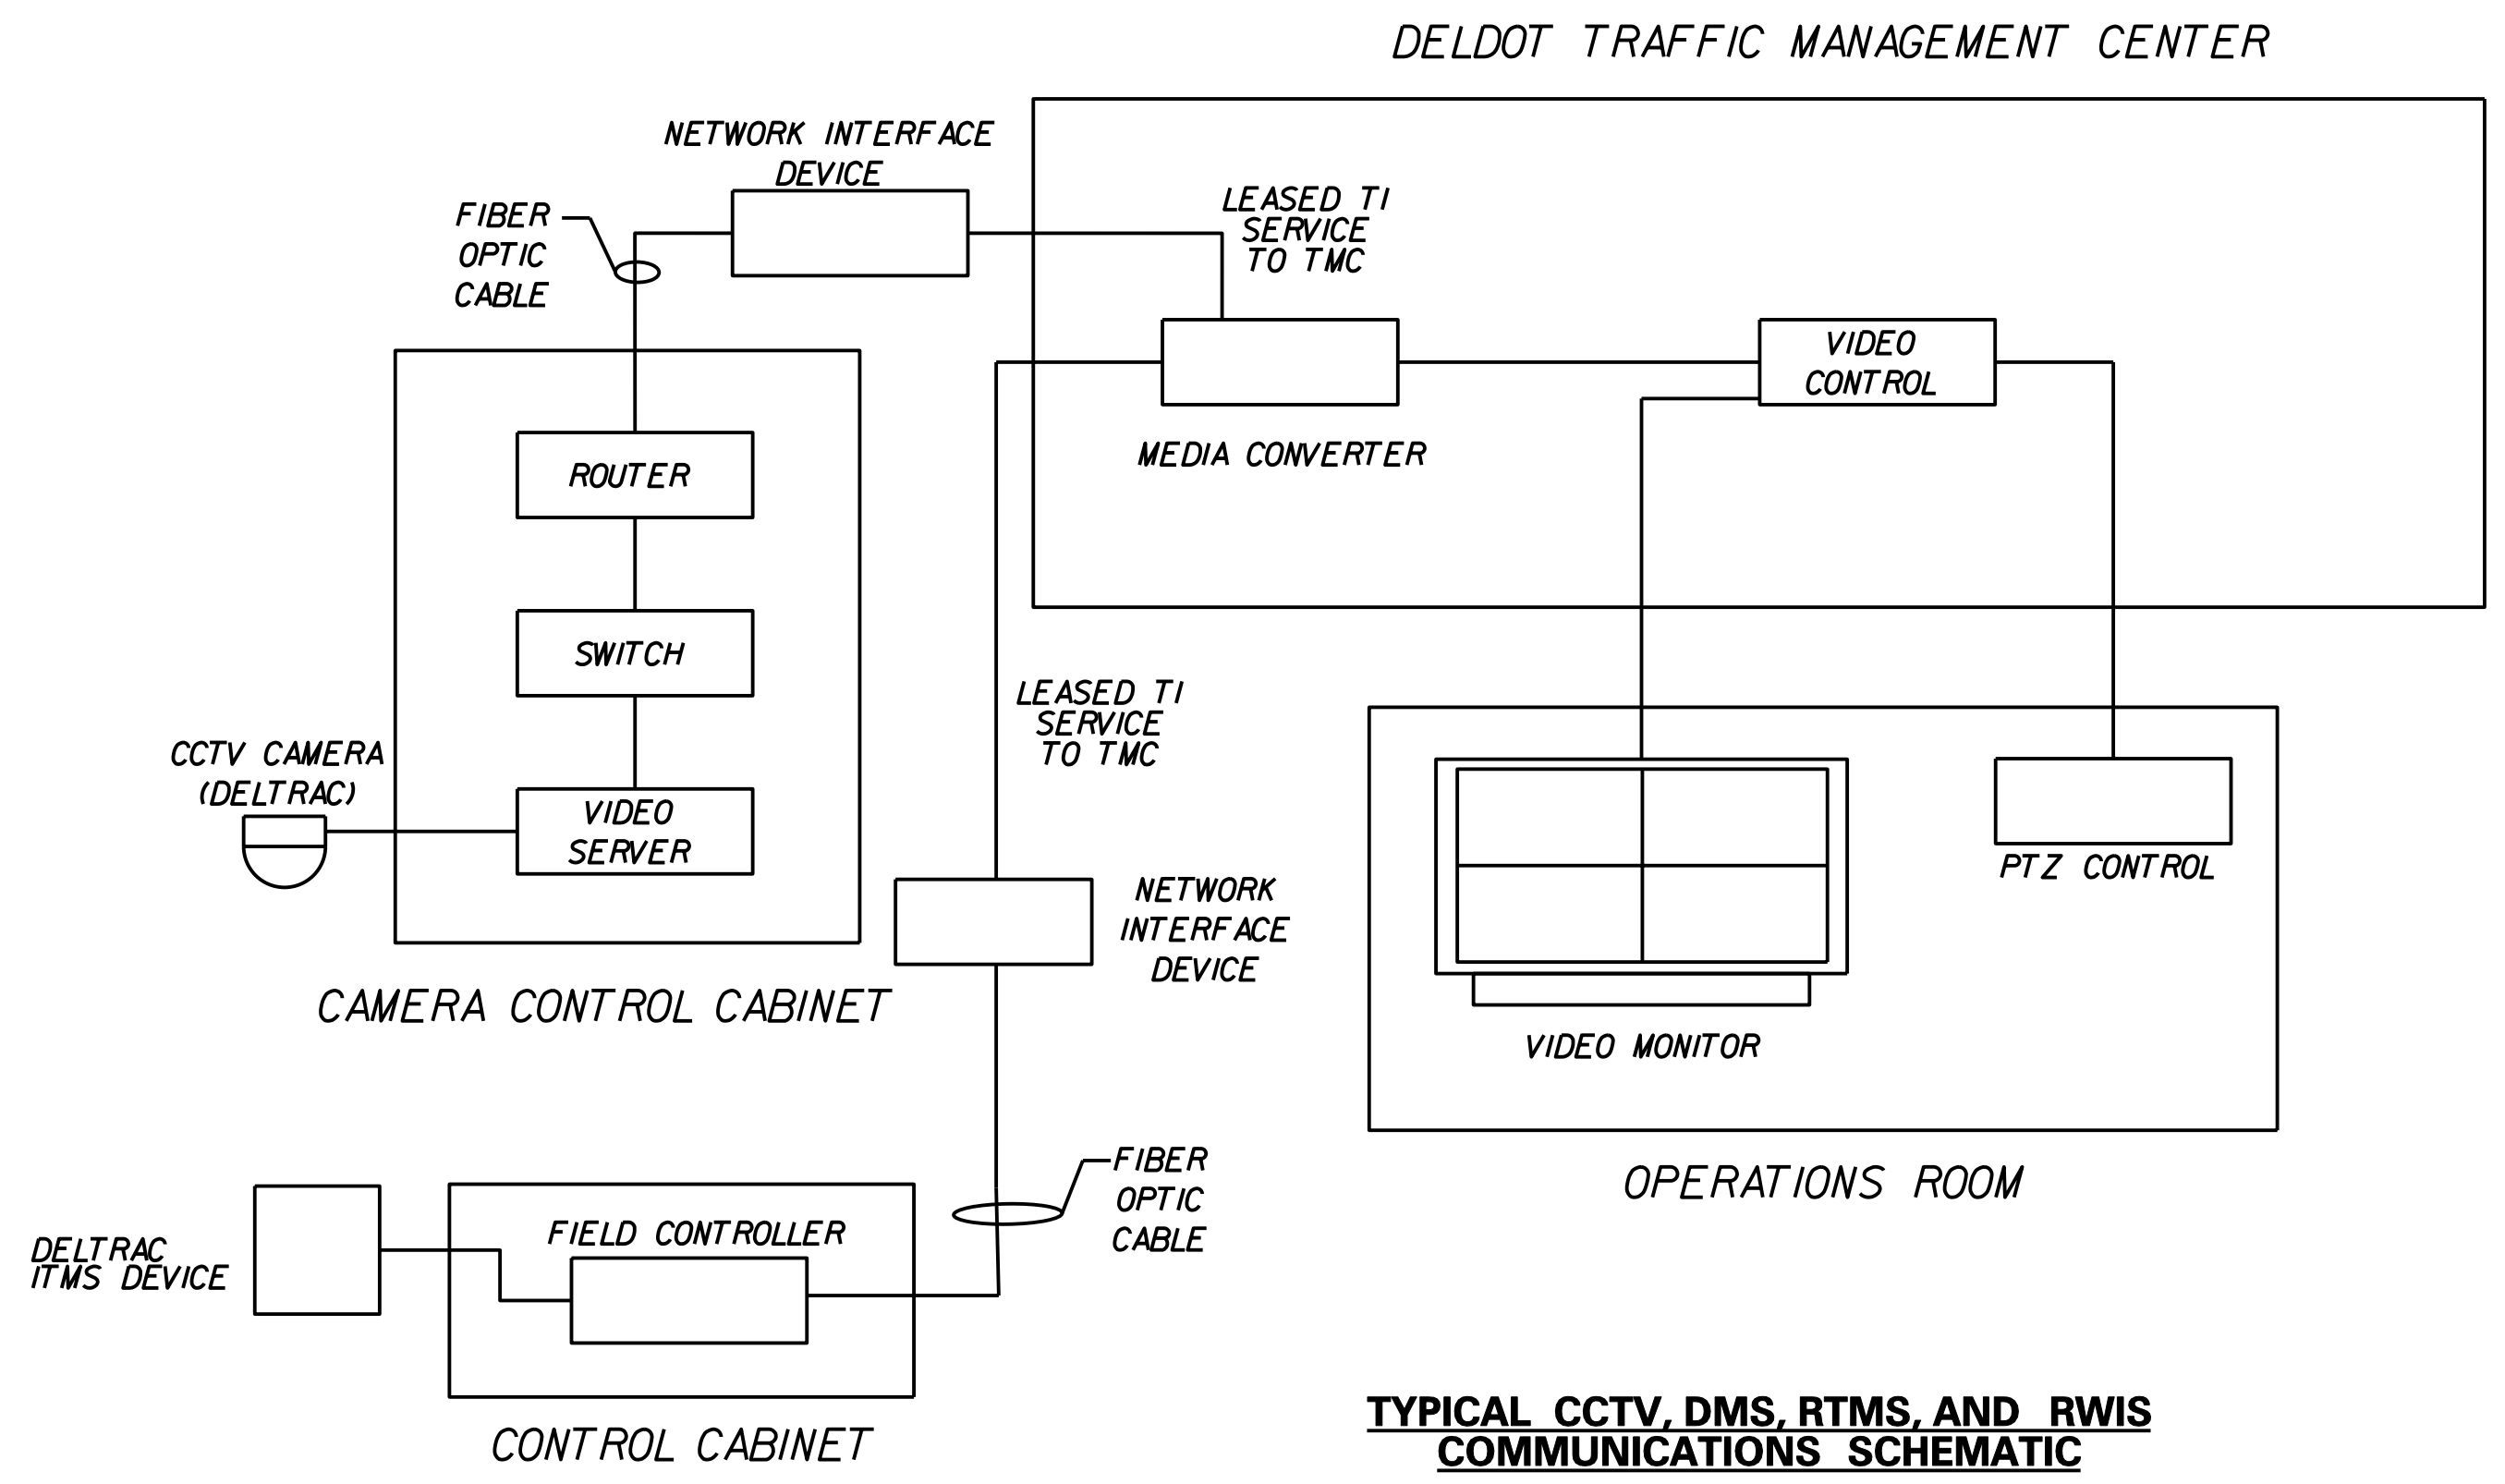 DELDOT TRAFFIC MANAGEMENT CENTER
NETWORK INTERFACE
DEVICE
FIBER
OPTIC
CABLE
LEASED T1
SERVICE
TO TMC
VIDEO
CONTROL
MEDIA CONVERTER
ROUTER
SWITCH
LEASED T1
SERVICE
TO TMC
CCTV CAMERA
(DELTRAC)
VIDEO
SERVER
PTZ CONTROL
NETWORK
INTERFACE
DEVICE
CAMERA CONTROL CABINET
VIDEO MONITOR
FIBER
OPTIC
CABLE
OPERATIONS ROOM
FIELD CONTROLLER
DELTRAC
ITMS DEVICE
CONTROL CABINET
TYPICAL CCTV, DMS, RTMS, AND RWIS
COMMUNICATIONS SCHEMATIC